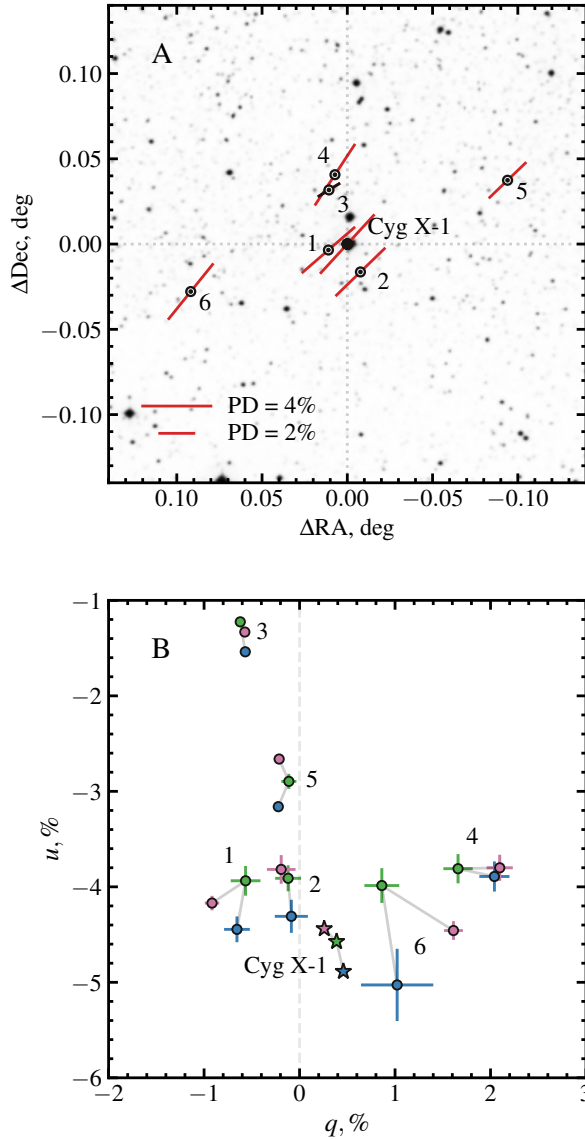 A
0.10
0.05
0.00
−0.05
−0.10
ΔDec, deg
4
3
5
Cyg X-1
1
2
6
PD = 4%
PD = 2%
0.10 0.05 0.00 −0.05 −0.10
ΔRA, deg
−1
−2
−3
−4
−5
−6
u, %
B
3
5
4
1
2
6
Cyg X-1
−2 −1 0 1 2 3
q, %